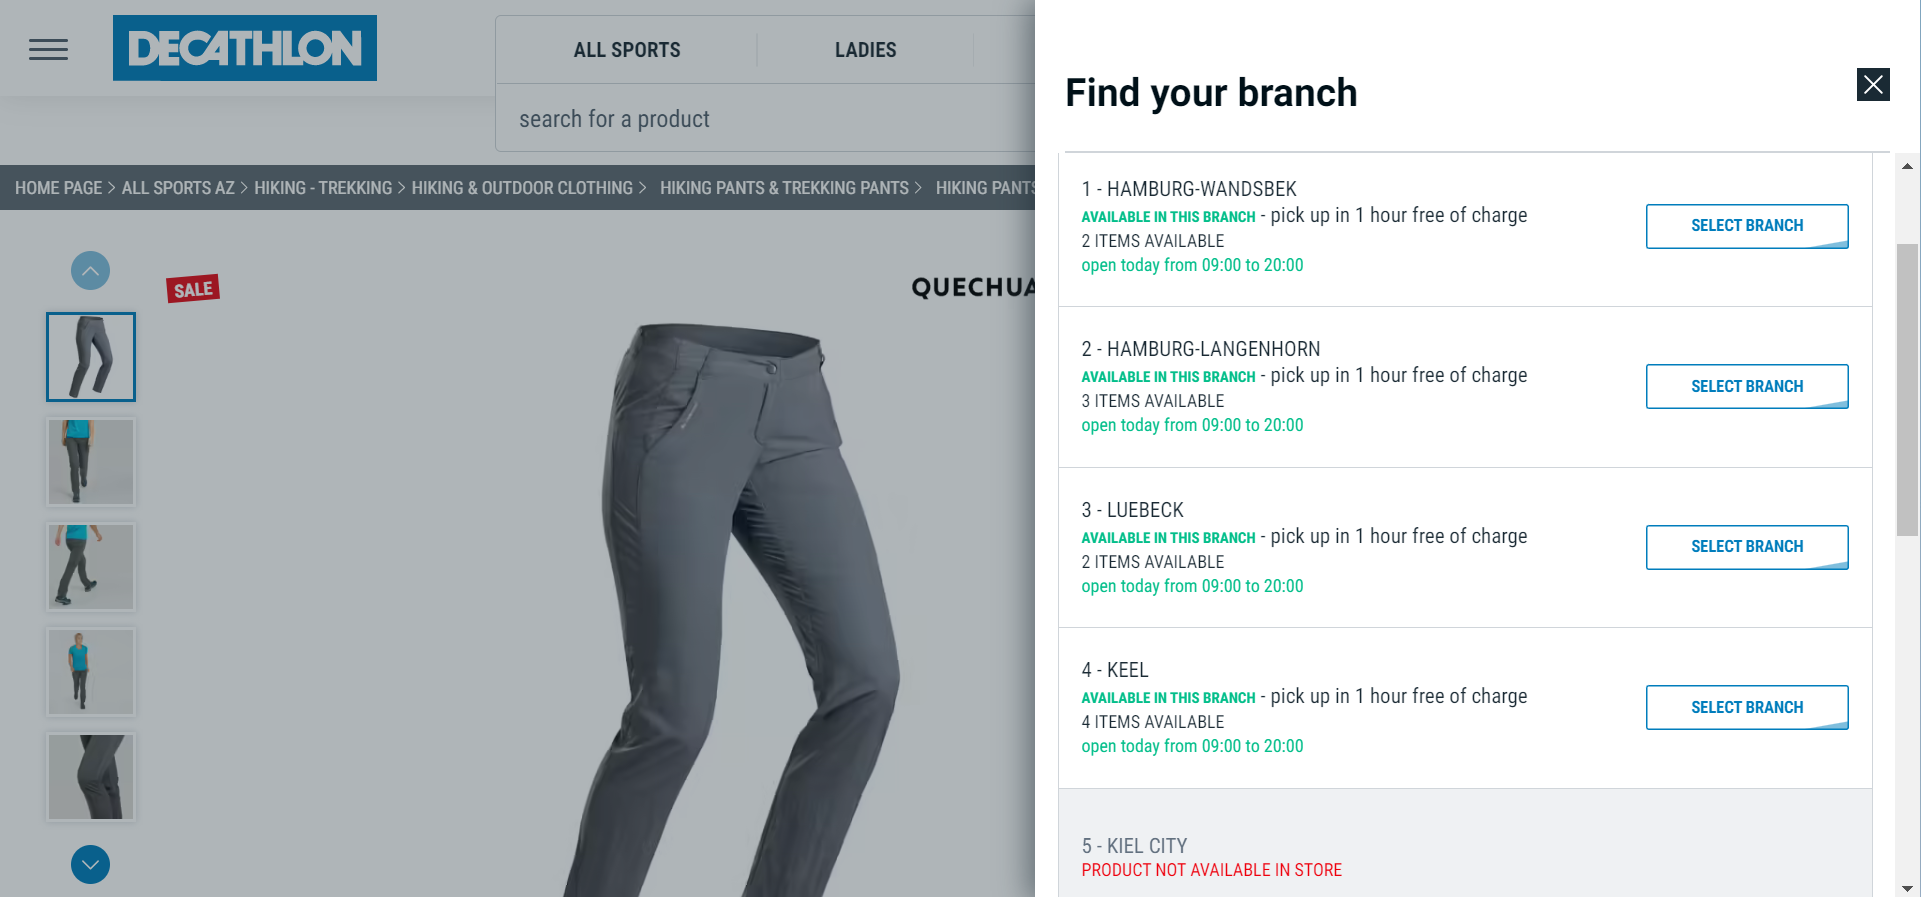 DECATHLON
ALL SPORTS
LADIES
search for a product
HOME PAGE > ALL SPORTS AZ > HIKING - TREKKING > HIKING & OUTDOOR CLOTHING > HIKING PANTS & TREKKING PANTS > HIKING PANTS
SALE
QUECHUA
Find your branch
1 - HAMBURG-WANDSBEK
AVAILABLE IN THIS BRANCH - pick up in 1 hour free of charge
2 ITEMS AVAILABLE
open today from 09:00 to 20:00
SELECT BRANCH
2 - HAMBURG-LANGENHORN
AVAILABLE IN THIS BRANCH - pick up in 1 hour free of charge
3 ITEMS AVAILABLE
open today from 09:00 to 20:00
SELECT BRANCH
3 - LUEBECK
AVAILABLE IN THIS BRANCH - pick up in 1 hour free of charge
2 ITEMS AVAILABLE
open today from 09:00 to 20:00
SELECT BRANCH
4 - KEEL
AVAILABLE IN THIS BRANCH - pick up in 1 hour free of charge
4 ITEMS AVAILABLE
open today from 09:00 to 20:00
SELECT BRANCH
5 - KIEL CITY
PRODUCT NOT AVAILABLE IN STORE